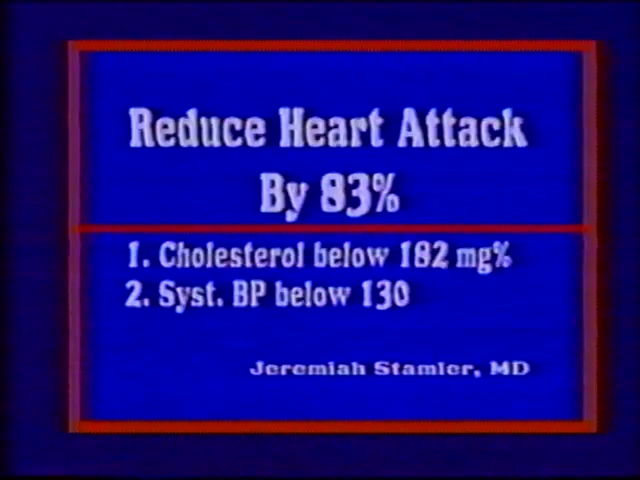 Reduce Heart Attack
By 83%
1. Cholesterol below 182 mg%
2. Syst. BP below 130
Jeremiah Stamler, MD